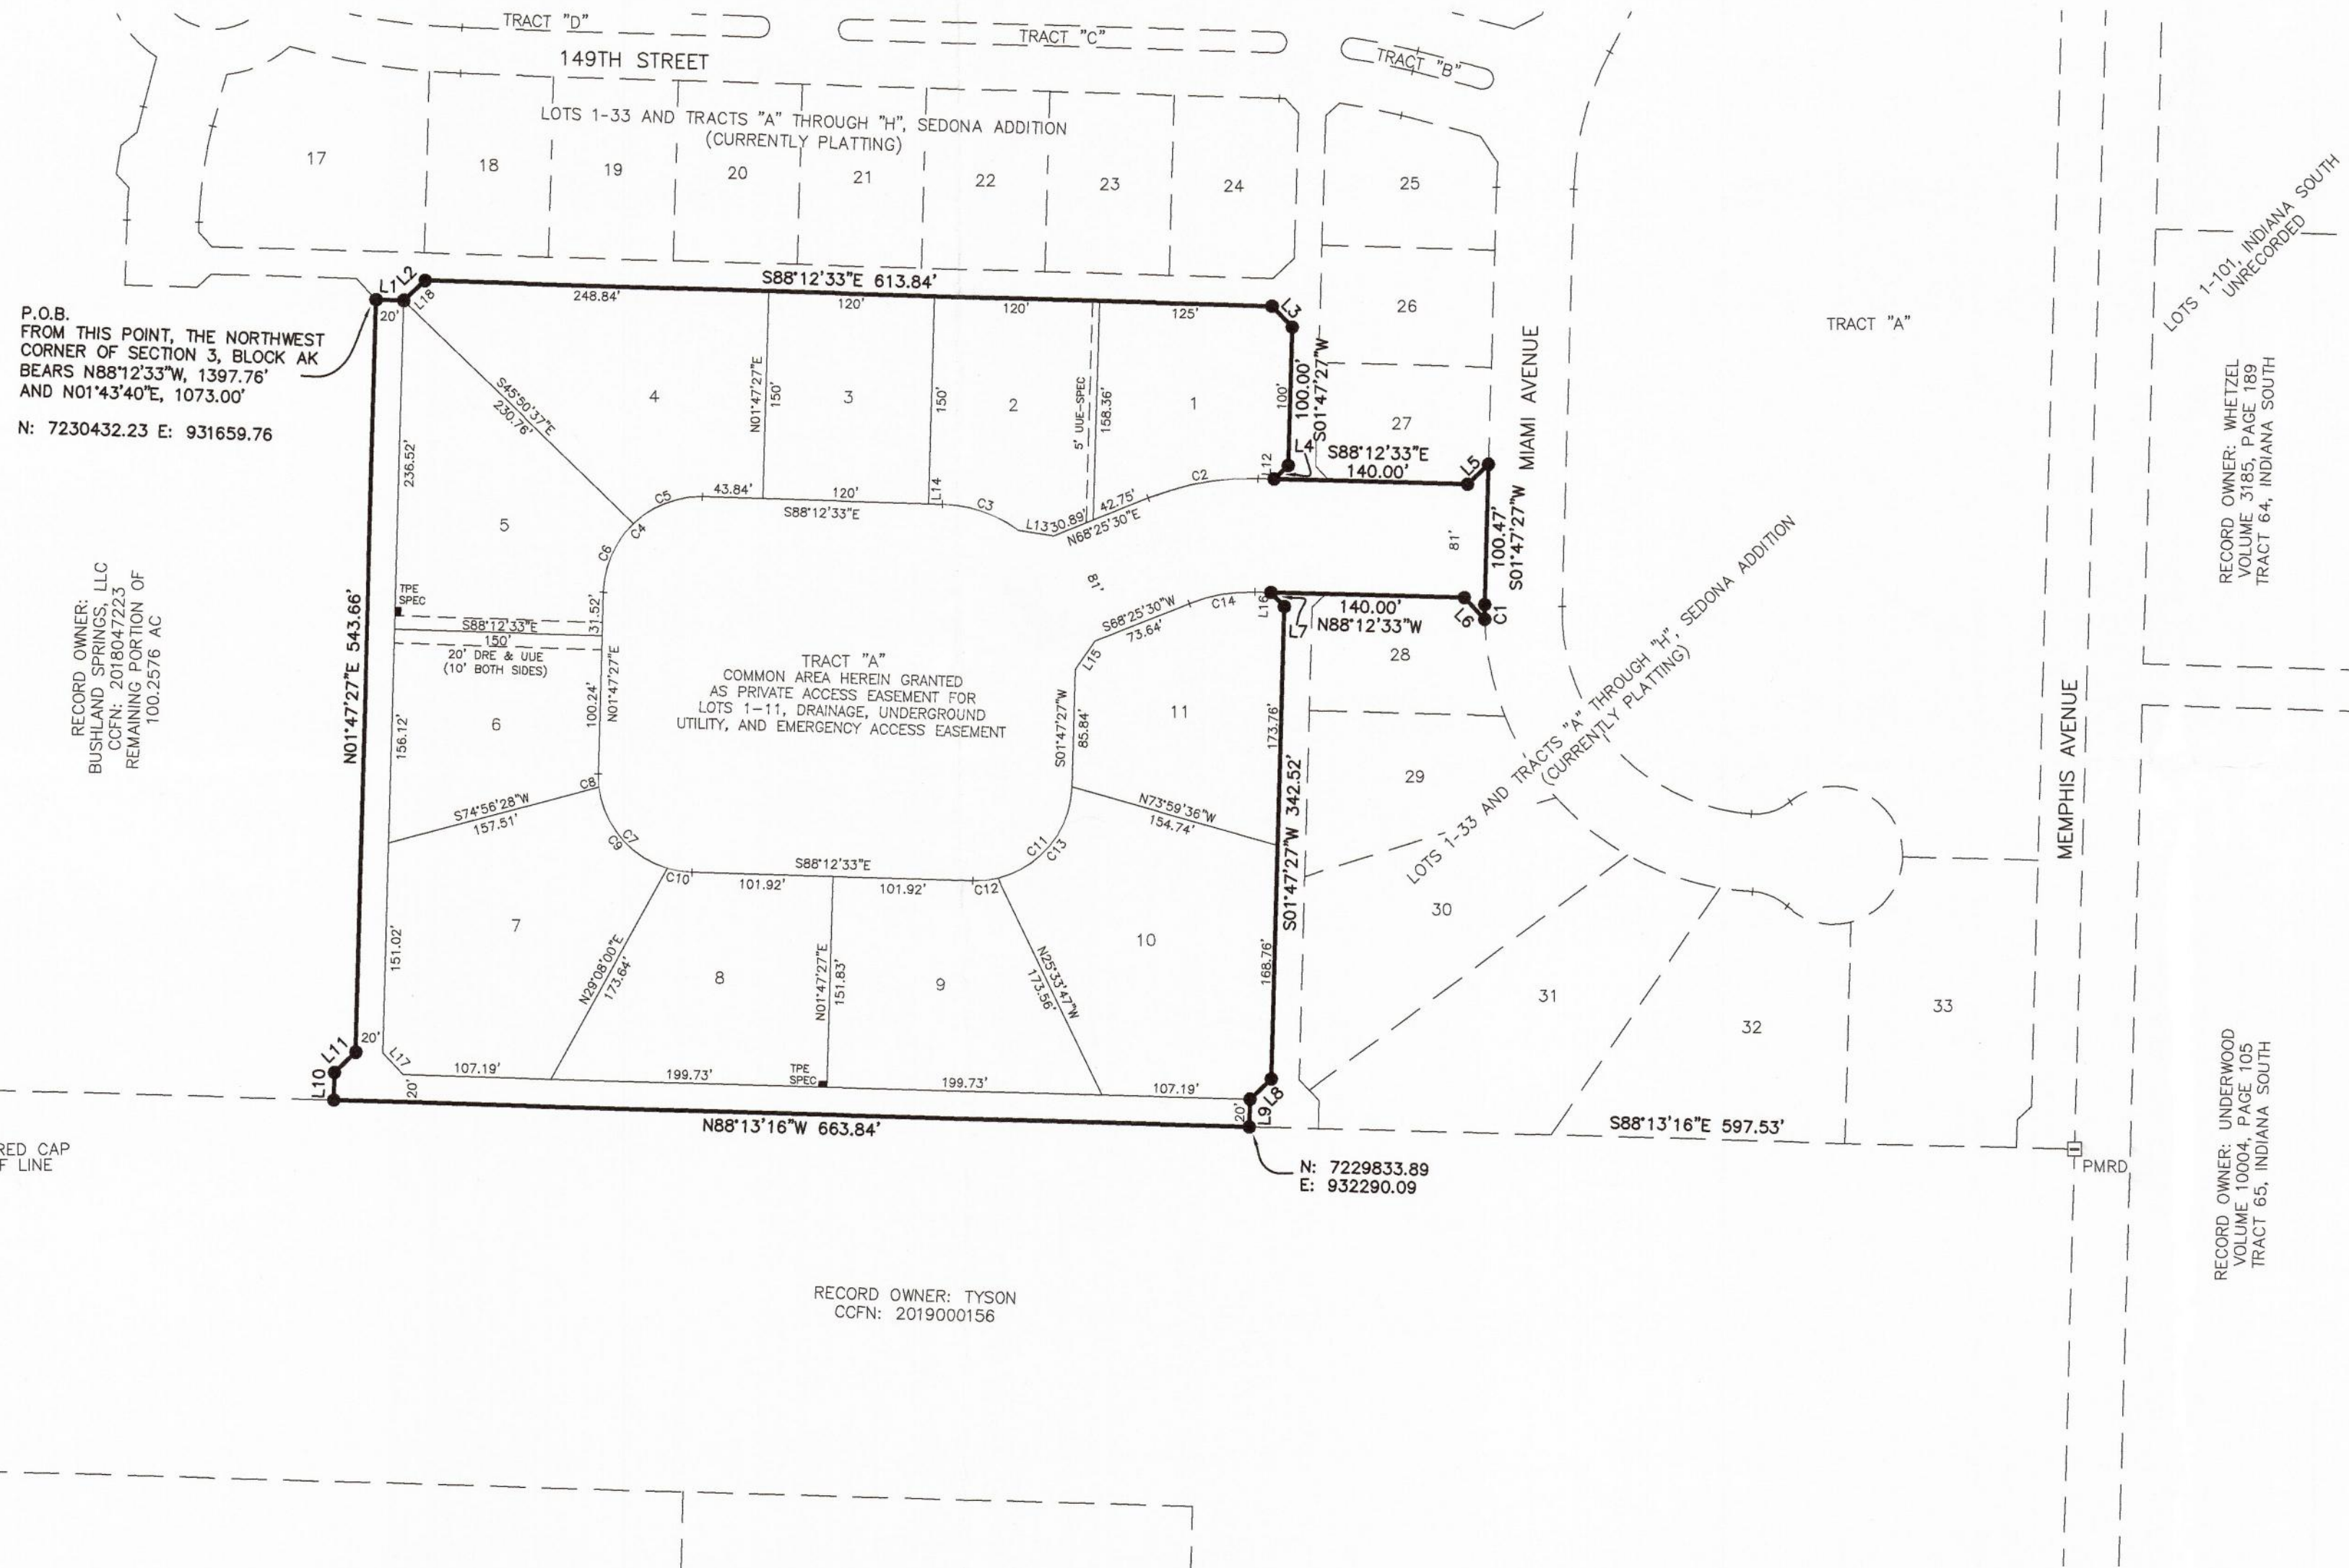 TRACT "D"
TRACT "C"
TRACT "B"
149TH STREET
LOTS 1-33 AND TRACTS "A" THROUGH "H", SEDONA ADDITION
(CURRENTLY PLATTING)
17
18
19
20
21
22
23
24
25
26
27
TRACT "A"
LOTS 1-101, INDIANA SOUTH
UNRECORDED
P.O.B.
FROM THIS POINT, THE NORTHWEST
CORNER OF SECTION 3, BLOCK AK
BEARS N88°12'33"W, 1397.76'
AND N01°43'40"E, 1073.00'
N: 7230432.23 E: 931659.76
L1
L2
L18
20'
S88°12'33"E 613.84'
248.84'
120'
120'
125'
L3
100.00'
S01°47'27"W
100'
L4
L12
S88°12'33"E
140.00'
L5
MIAMI AVENUE
100.47'
S01°47'27"W
81'
C1
L6
140.00'
N88°12'33"W
L7
L16
RECORD OWNER: WHETZEL
VOLUME 3185, PAGE 189
TRACT 64, INDIANA SOUTH
S45°50'37"E
230.76'
4
N01°47'27"E
150'
3
150'
2
5' UUE-SPEC
158.36'
1
236.52'
5
C5
C4
C6
43.84'
120'
S88°12'33"E
L14
C3
L13
30.89'
42.75'
N68°25'30"E
C2
81'
S68°25'30"W
73.64'
C14
L15
RECORD OWNER:
BUSHLAND SPRINGS, LLC
CCFN: 2018047223
REMAINING PORTION OF
100.2576 AC
N01°47'27"E 543.66'
TPE
SPEC
S88°12'33"E
150'
20' DRE & UUE
(10' BOTH SIDES)
31.52'
100.24'
N01°47'27"E
156.12'
6
TRACT "A"
COMMON AREA HEREIN GRANTED
AS PRIVATE ACCESS EASEMENT FOR
LOTS 1-11, DRAINAGE, UNDERGROUND
UTILITY, AND EMERGENCY ACCESS EASEMENT
S01°47'27"W
85.84'
11
173.76'
S01°47'27"W 342.52'
28
29
LOTS 1-33 AND TRACTS "A" THROUGH "H", SEDONA ADDITION
(CURRENTLY PLATTING)
MEMPHIS AVENUE
S74°56'28"W
157.51'
C8
C7
C9
C10
S88°12'33"E
101.92'
101.92'
C12
C11
C13
N73°59'36"W
154.74'
7
151.02'
N29°08'00"E
173.64'
8
N01°47'27"E
151.83'
9
N25°33'47"W
173.56'
10
168.76'
30
31
32
33
20'
L11
L10
L17
20'
107.19'
199.73'
TPE
SPEC
199.73'
107.19'
20'
L9
L8
N88°13'16"W 663.84'
S88°13'16"E 597.53'
PMRD
N: 7229833.89
E: 932290.09
RECORD OWNER: UNDERWOOD
VOLUME 10004, PAGE 105
TRACT 65, INDIANA SOUTH
RED CAP
F LINE
RECORD OWNER: TYSON
CCFN: 2019000156